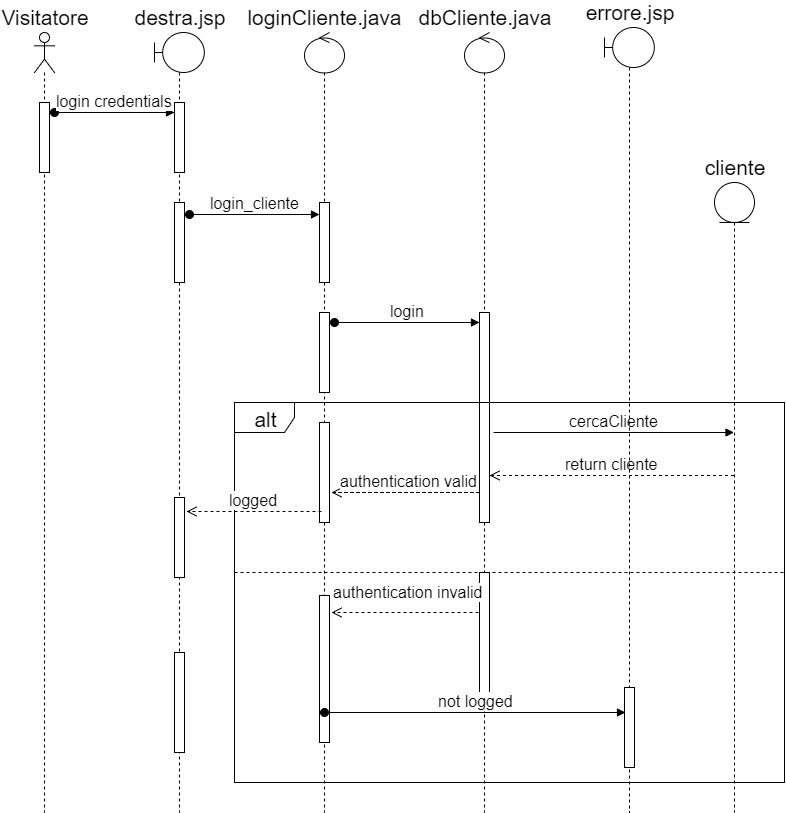 Visitatore
destra.jsp
loginCliente.java
dbCliente.java
errore.jsp
login credentials
cliente
login_cliente
login
alt
cercaCliente
return cliente
authentication valid
logged
authentication invalid
not logged